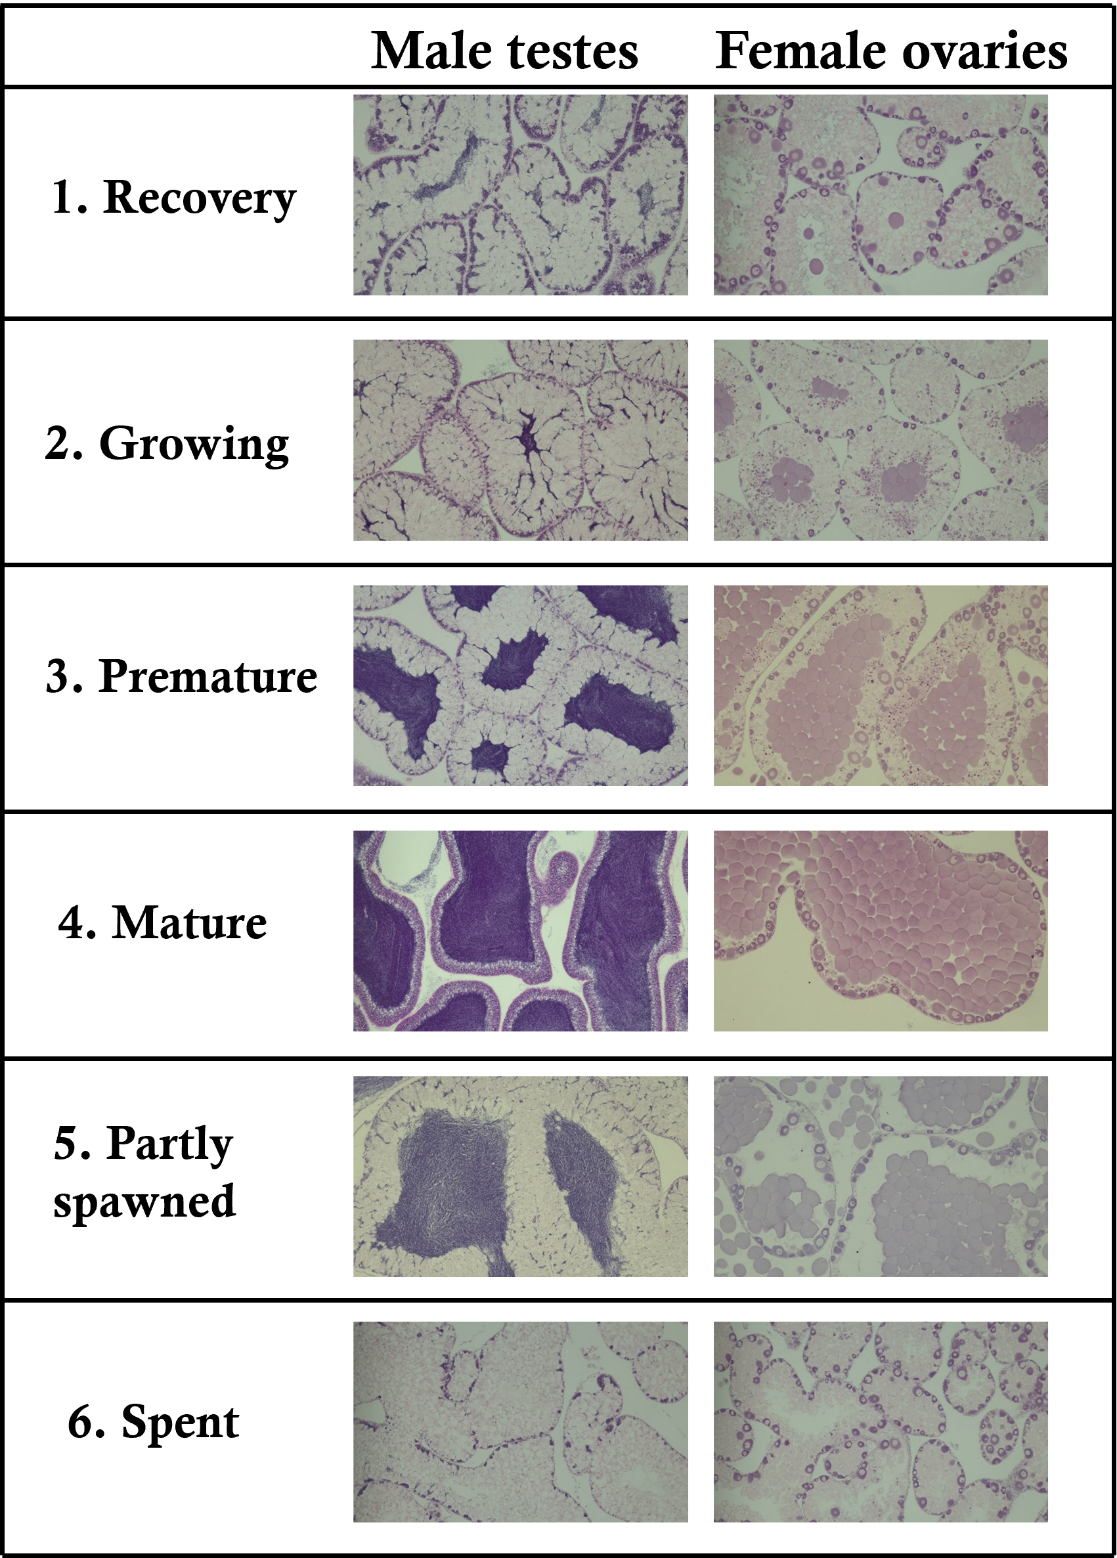 Male testes Female ovaries
1. Recovery
2. Growing
3. Premature
4. Mature
5. Partly
spawned
6. Spent